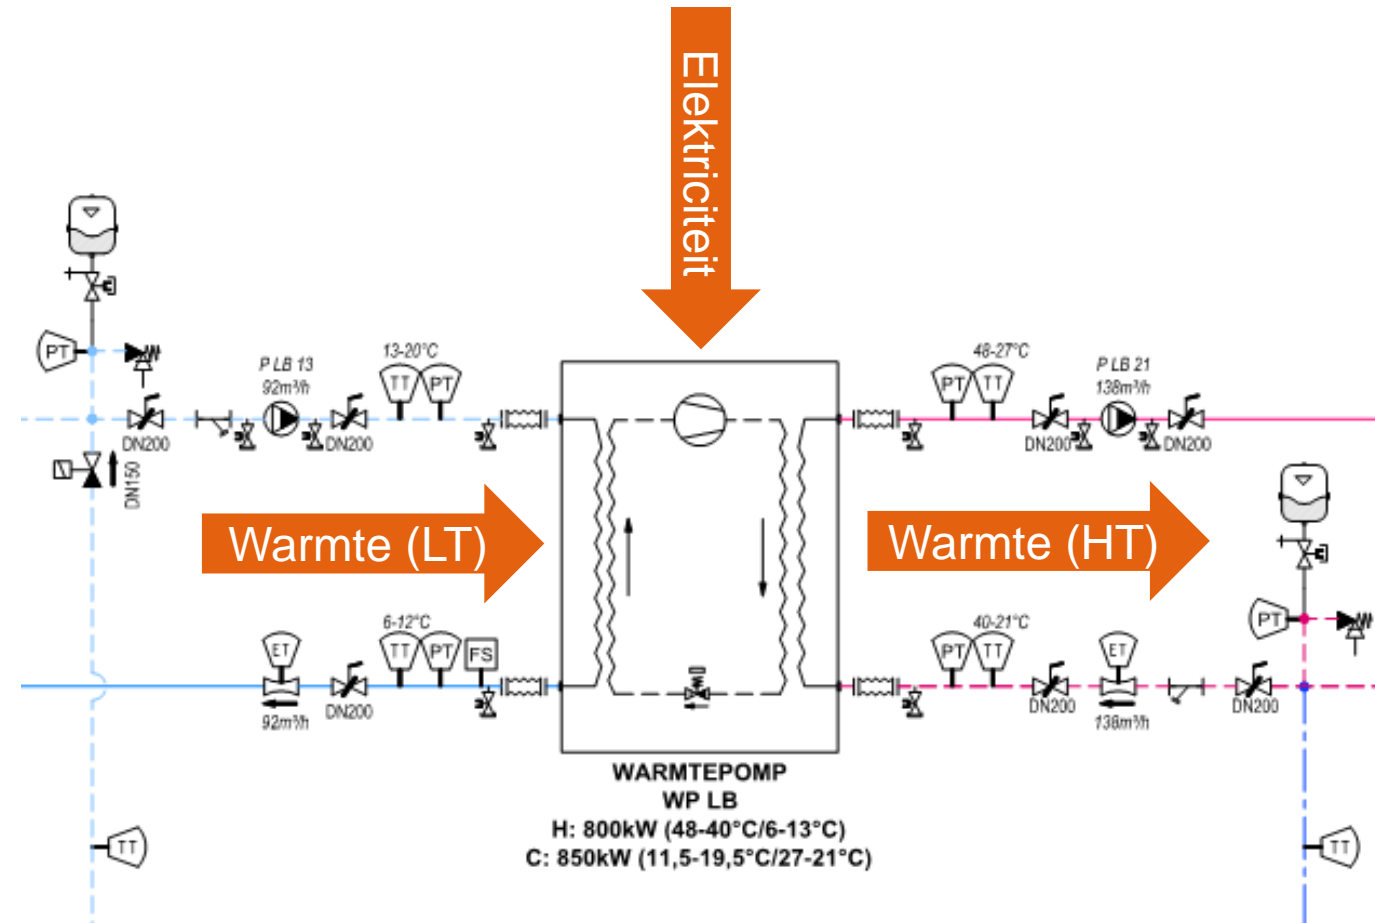 Elektriciteit
PT
P LB 13
92m³/h
13-20°C
TT
PT
DN200
DN200
DN150
48-27°C
PT
TT
P LB 21
138m³/h
DN200
DN200
Warmte (LT)
Warmte (HT)
ET
92m³/h
DN200
6-12°C
TT
PT
FS
40-21°C
PT
TT
DN200
ET
138m³/h
DN200
PT
TT
TT
WARMTEPOMP
WP LB
H: 800kW (48-40°C/6-13°C)
C: 850kW (11,5-19,5°C/27-21°C)